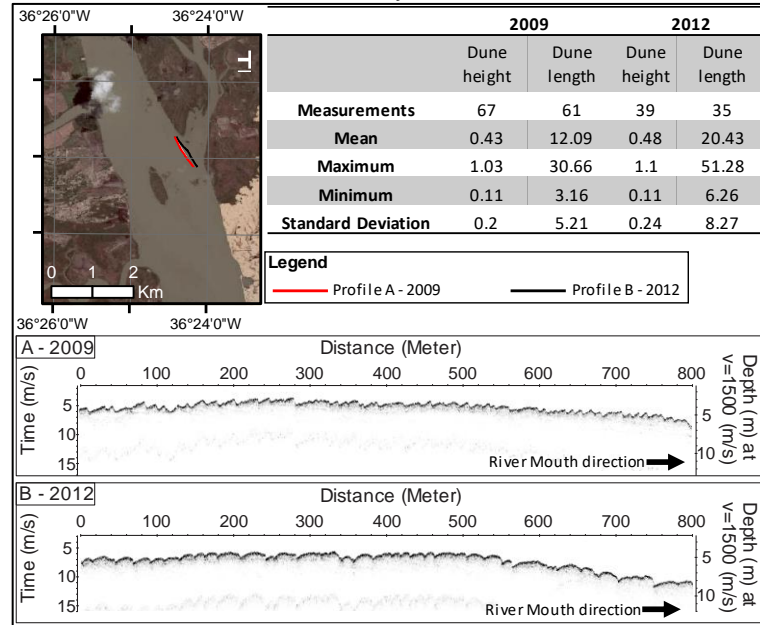 36°26'0"W 36°24'0"W
T
0 1 2
Km
36°26'0"W 36°24'0"W
2009 2012
Dune height Dune length Dune height Dune length
Measurements 67 61 39 35
Mean 0.43 12.09 0.48 20.43
Maximum 1.03 30.66 1.1 51.28
Minimum 0.11 3.16 0.11 6.26
Standard Deviation 0.2 5.21 0.24 8.27
Legend
Profile A - 2009 Profile B - 2012
A - 2009
Distance (Meter)
0 100 200 300 400 500 600 700 800
Time (m/s)
5
10
15
Depth (m) at
v=1500 (m/s)
5
10
River Mouth direction
B - 2012
Distance (Meter)
0 100 200 300 400 500 600 700 800
Time (m/s)
5
10
15
Depth (m) at
v=1500 (m/s)
5
10
River Mouth direction